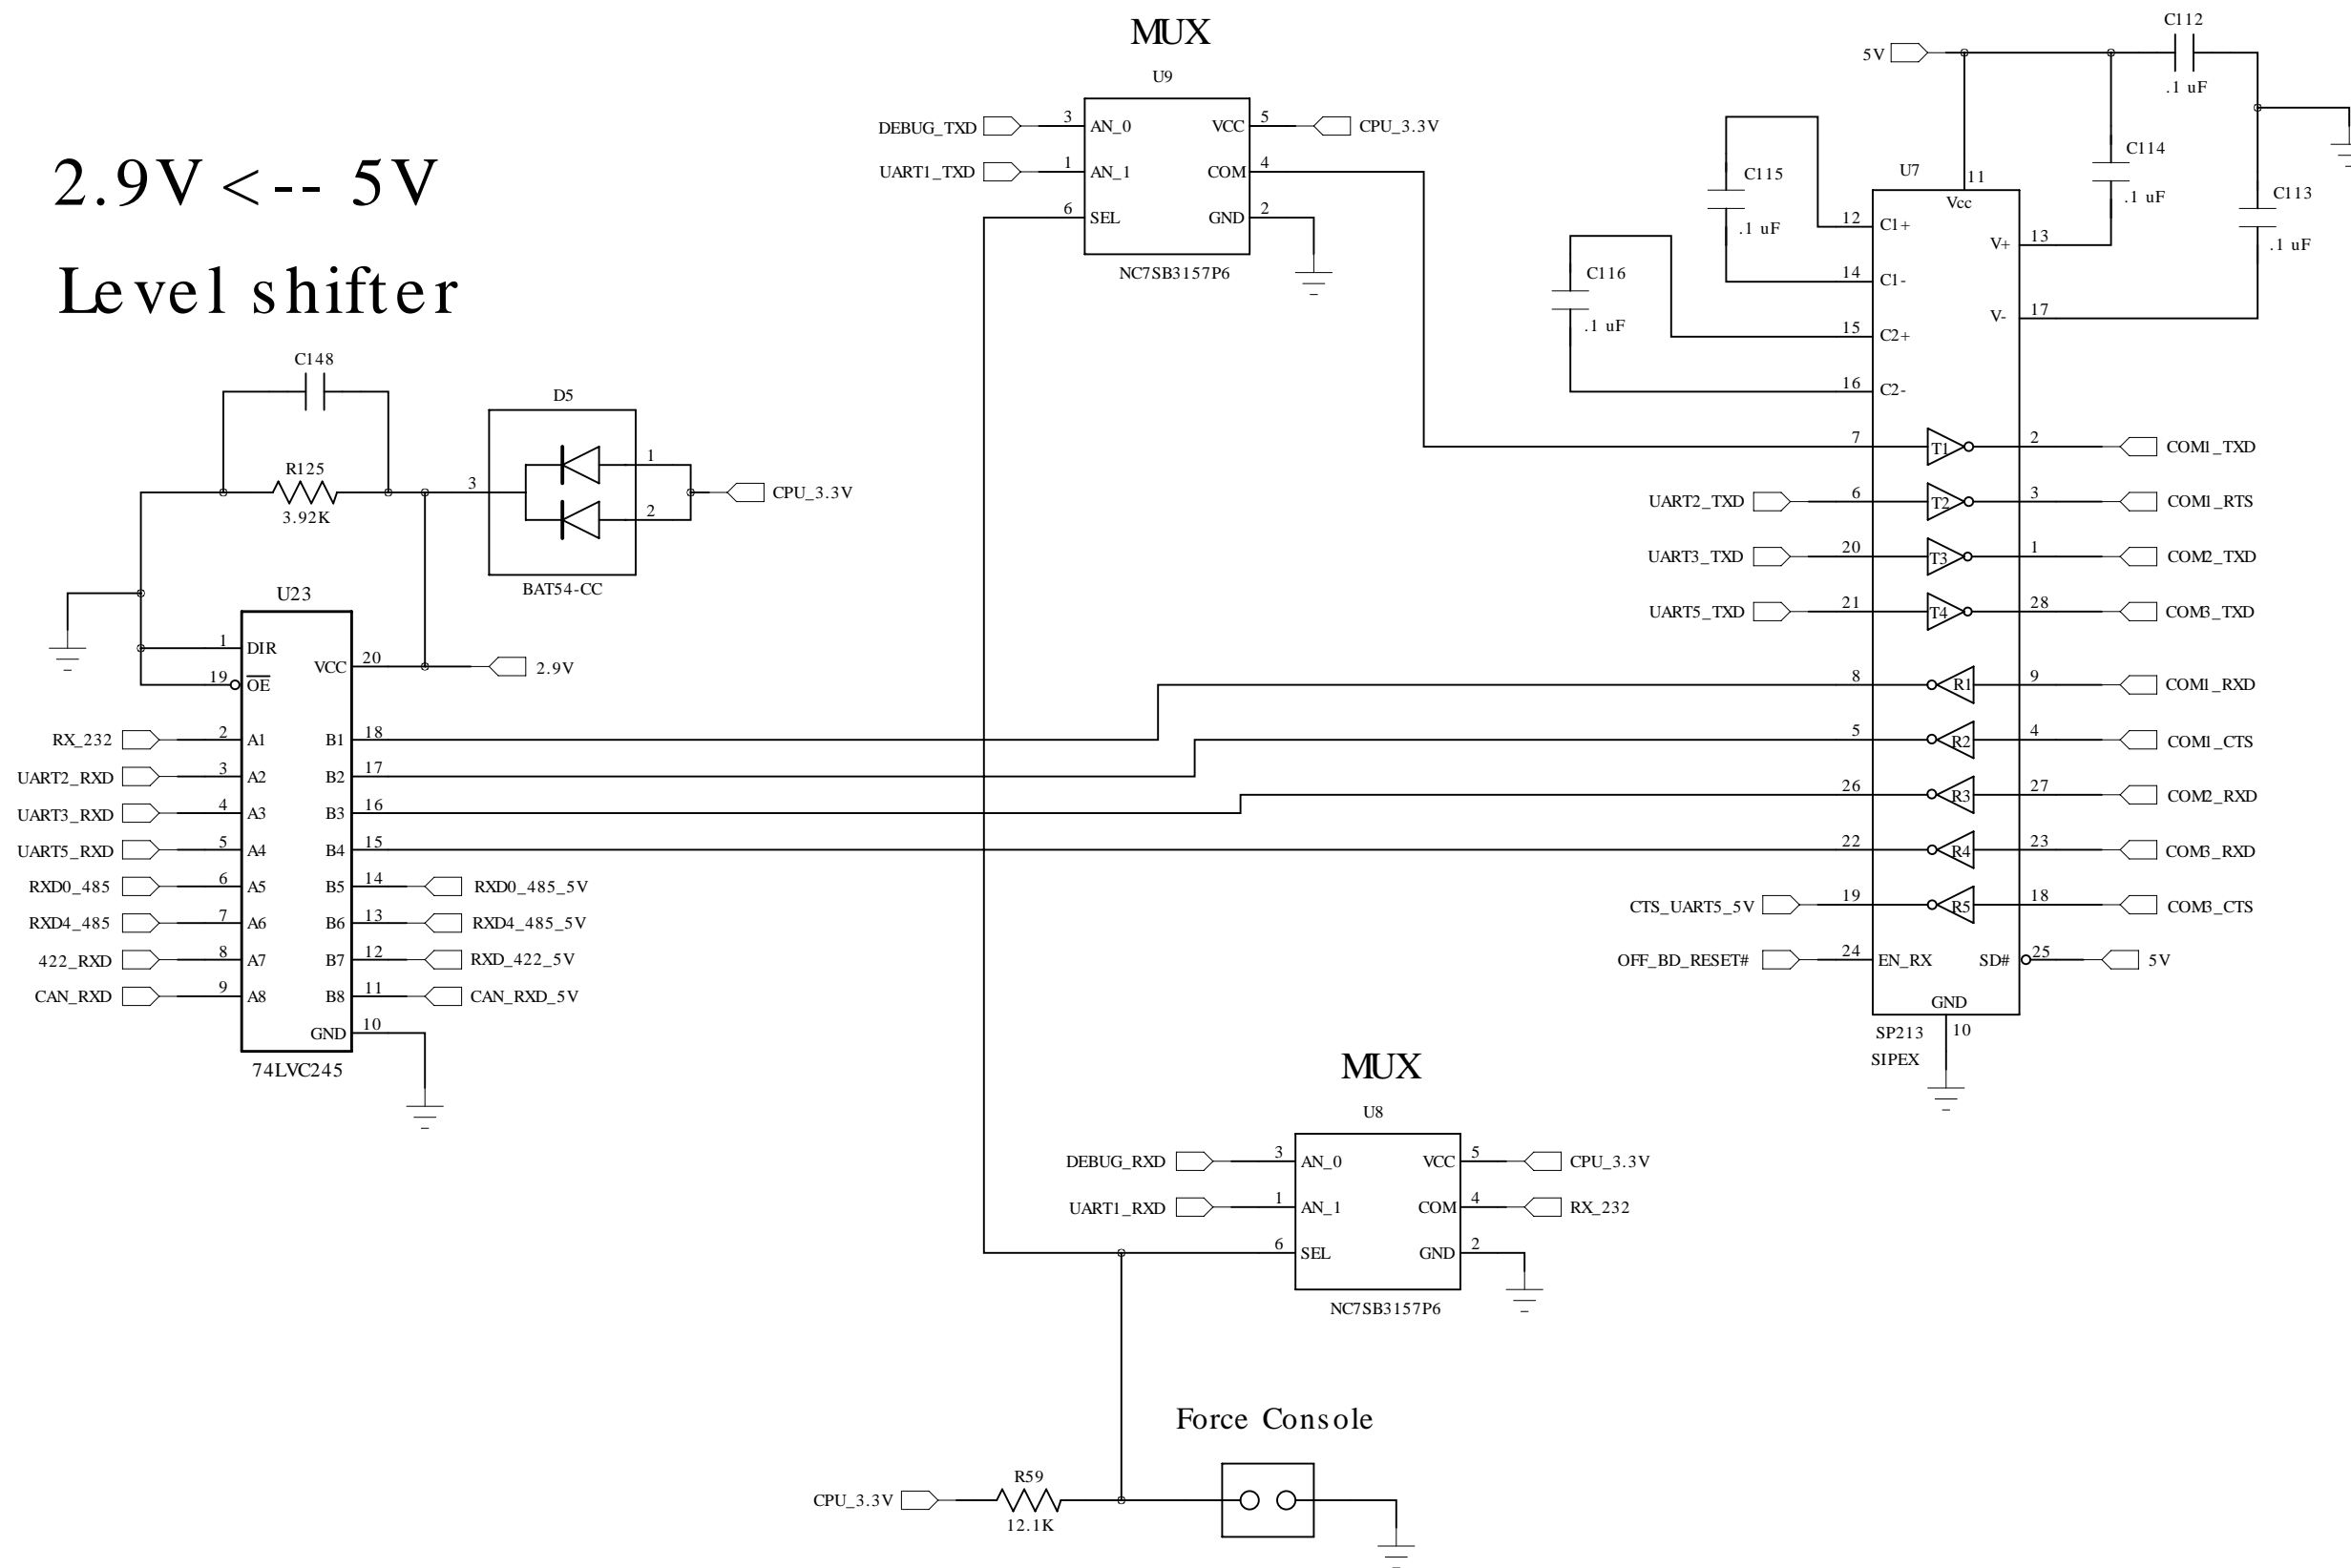 2.9V <-- 5V
Level shifter
C148
R125
3.92K
D5
3
1
2
CPU_3.3V
BAT54-CC
U23
1 DIR
19 OE
VCC 20
2.9V
RX_232 2 A1 B1 18
UART2_RXD 3 A2 B2 17
UART3_RXD 4 A3 B3 16
UART5_RXD 5 A4 B4 15
RXD0_485 6 A5 B5 14 RXD0_485_5V
RXD4_485 7 A6 B6 13 RXD4_485_5V
422_RXD 8 A7 B7 12 RXD_422_5V
CAN_RXD 9 A8 B8 11 CAN_RXD_5V
GND 10
74LVC245
MUX
U9
DEBUG_TXD 3 AN_0 VCC 5 CPU_3.3V
UART1_TXD 1 AN_1 COM 4
6 SEL GND 2
NC7SB3157P6
5V
C112
.1 uF
C114
.1 uF
C113
.1 uF
C115
.1 uF
C116
.1 uF
U7
11
Vcc
12 C1+
V+ 13
14 C1-
V- 17
15 C2+
16 C2-
7 T1 2 COM1_TXD
UART2_TXD 6 T2 3 COM1_RTS
UART3_TXD 20 T3 1 COM2_TXD
UART5_TXD 21 T4 28 COM3_TXD
8 R1 9 COM1_RXD
5 R2 4 COM1_CTS
26 R3 27 COM2_RXD
22 R4 23 COM3_RXD
CTS_UART5_5V 19 R5 18 COM3_CTS
OFF_BD_RESET# 24 EN_RX SD# 25 5V
GND
10
SP213
SIPEX
MUX
U8
DEBUG_RXD 3 AN_0 VCC 5 CPU_3.3V
UART1_RXD 1 AN_1 COM 4 RX_232
6 SEL GND 2
NC7SB3157P6
Force Console
CPU_3.3V
R59
12.1K